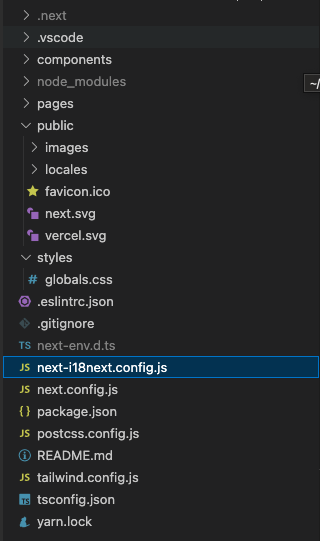 .next
.vscode
components
node_modules
~/
pages
public
images
locales
favicon.ico
next.svg
vercel.svg
styles
# globals.css
.eslintrc.json
.gitignore
TS next-env.d.ts
JS next-i18next.config.js
JS next.config.js
{} package.json
JS postcss.config.js
README.md
JS tailwind.config.js
TS tsconfig.json
yarn.lock